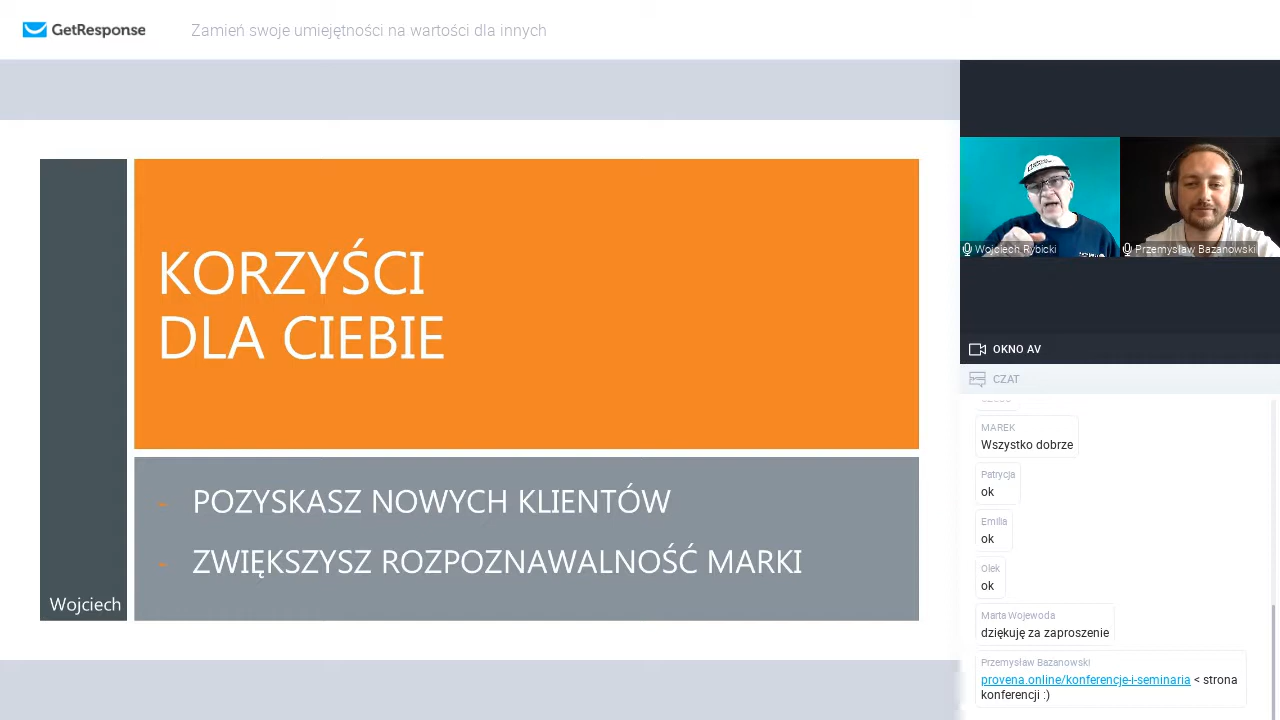 GetResponse
Zamień swoje umiejętności na wartości dla innych
KORZYŚCI
DLA CIEBIE
- POZYSKASZ NOWYCH KLIENTÓW
- ZWIĘKSZYSZ ROZPOZNAWALNOŚĆ MARKI
Wojciech
Wojciech Rybicki
Przemysław Bazanowski
OKNO AV
CZAT
MAREK
Wszystko dobrze
Patrycja
ok
Emilia
ok
Olek
ok
Marta Wojewoda
dziękuję za zaproszenie
Przemysław Bazanowski
provena.online/konferencje-i-seminaria < strona
konferencji :)